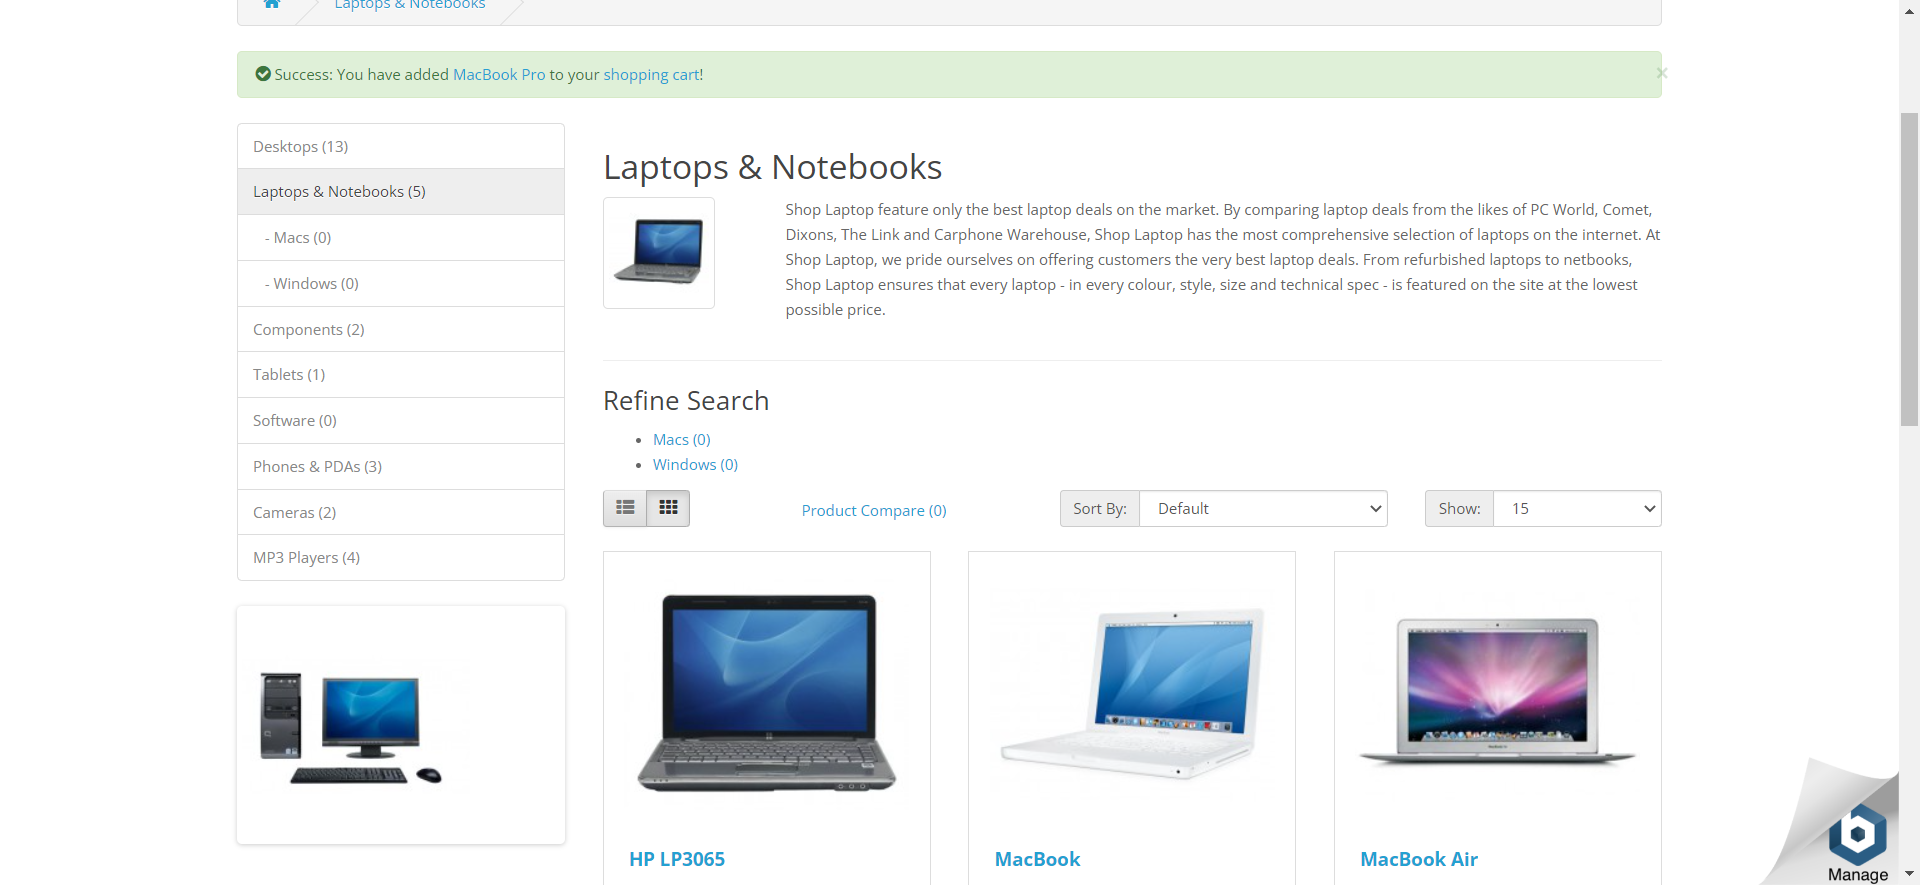 Laptops & Notebooks
Success: You have added MacBook Pro to your shopping cart!
×
Desktops (13)
Laptops & Notebooks (5)
- Macs (0)
- Windows (0)
Components (2)
Tablets (1)
Software (0)
Phones & PDAs (3)
Cameras (2)
MP3 Players (4)
Laptops & Notebooks
Shop Laptop feature only the best laptop deals on the market. By comparing laptop deals from the likes of PC World, Comet,
Dixons, The Link and Carphone Warehouse, Shop Laptop has the most comprehensive selection of laptops on the internet. At
Shop Laptop, we pride ourselves on offering customers the very best laptop deals. From refurbished laptops to netbooks,
Shop Laptop ensures that every laptop - in every colour, style, size and technical spec - is featured on the site at the lowest
possible price.
Refine Search
Macs (0)
Windows (0)
Product Compare (0)
Sort By: Default
Show: 15
HP LP3065
MacBook
MacBook Air
Manage